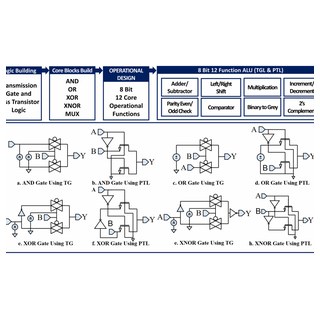 gic Building
Core Blocks Build
OPERATIONAL
DESIGN
8 Bit 12 Function ALU (TGL & PTL)
ansmission
Gate and
s Transistor
Logic
AND
OR
XOR
XNOR
MUX
8 Bit
12 Core
Operational
Functions
Adder/
Subtractor
Left/Right
Shift
Multiplication
Increment/
Decrement
Parity Even/
Odd Check
Comparator
Binary to Grey
2's
Complemen
A
B
Y
A
B
Y
B
Y
A
B
Y
a. AND Gate Using TG
b. AND Gate Using PTL
c. OR Gate Using TG
d. OR Gate Using PTL
B
Y
A
B
Y
A
B
Y
A
B
Y
e. XOR Gate Using TG
f. XOR Gate Using PTL
e. XNOR Gate Using TG
h. XNOR Gate Using PTL